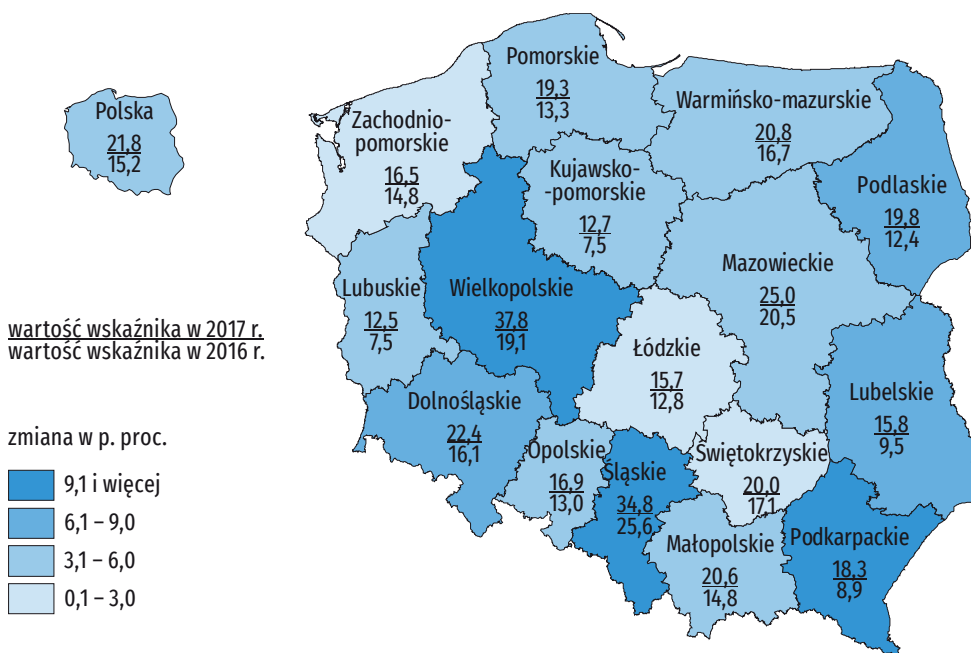 Polska
21,8
15,2
Pomorskie
19,3
13,3
Warmińsko-mazurskie
20,8
16,7
Zachodnio-
pomorskie
16,5
14,8
Kujawsko-
-pomorskie
12,7
7,5
Podlaskie
19,8
12,4
Mazowieckie
25,0
20,5
Lubuskie
12,5
7,5
Wielkopolskie
37,8
19,1
Łódzkie
15,7
12,8
Lubelskie
15,8
9,5
Dolnośląskie
22,4
16,1
Opolskie
16,9
13,0
Śląskie
34,8
25,6
Świętokrzyskie
20,0
17,1
Małopolskie
20,6
14,8
Podkarpackie
18,3
8,9
wartość wskaźnika w 2017 r.
wartość wskaźnika w 2016 r.
zmiana w p. proc.
9,1 i więcej
6,1 – 9,0
3,1 – 6,0
0,1 – 3,0